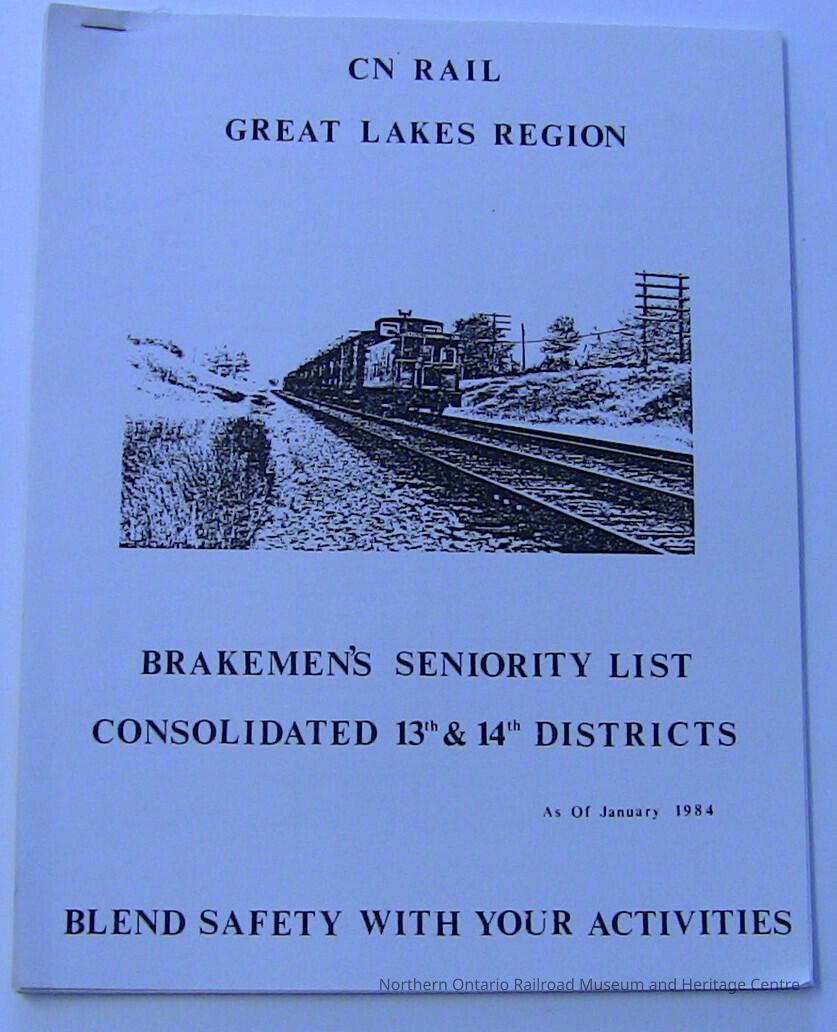 CN RAIL
GREAT LAKES REGION
BRAKEMEN'S SENIORITY LIST
CONSOLIDATED 13th & 14th DISTRICTS
As Of January 1984
BLEND SAFETY WITH YOUR ACTIVITIES
Northern Ontario Railroad Museum and Heritage Centre